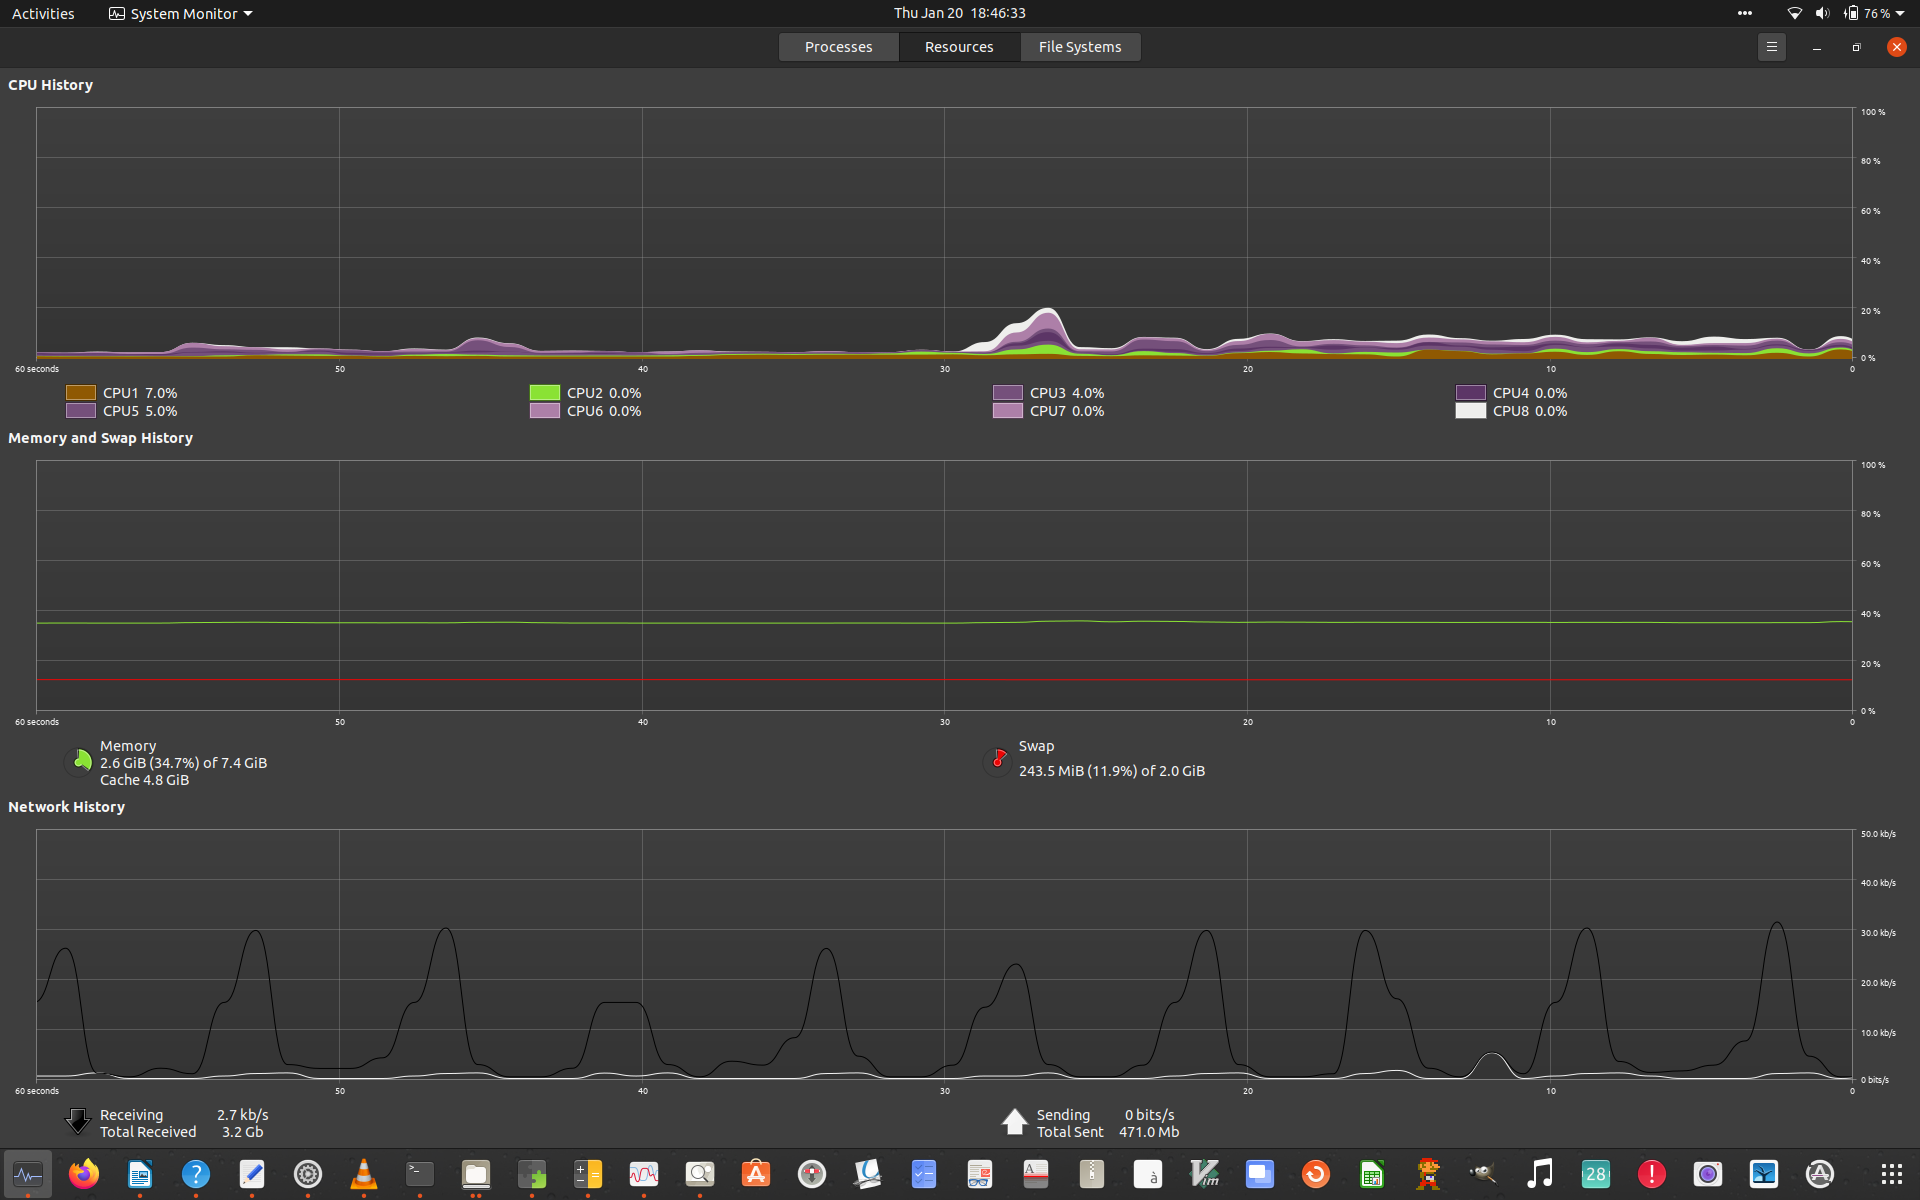 Activities
System Monitor
Thu Jan 20 18:46:33
76 %
Processes
Resources
File Systems
CPU History
100 %
80 %
60 %
40 %
20 %
0 %
60 seconds
50
40
30
20
10
0
CPU1 7.0%
CPU2 0.0%
CPU3 4.0%
CPU4 0.0%
CPU5 5.0%
CPU6 0.0%
CPU7 0.0%
CPU8 0.0%
Memory and Swap History
100 %
80 %
60 %
40 %
20 %
0 %
60 seconds
50
40
30
20
10
0
Memory
2.6 GiB (34.7%) of 7.4 GiB
Cache 4.8 GiB
Swap
243.5 MiB (11.9%) of 2.0 GiB
Network History
50.0 kb/s
40.0 kb/s
30.0 kb/s
20.0 kb/s
10.0 kb/s
0 bits/s
60 seconds
50
40
30
20
10
0
Receiving 2.7 kb/s
Total Received 3.2 Gb
Sending 0 bits/s
Total Sent 471.0 Mb
?
>_
A
à
Vim
28
!